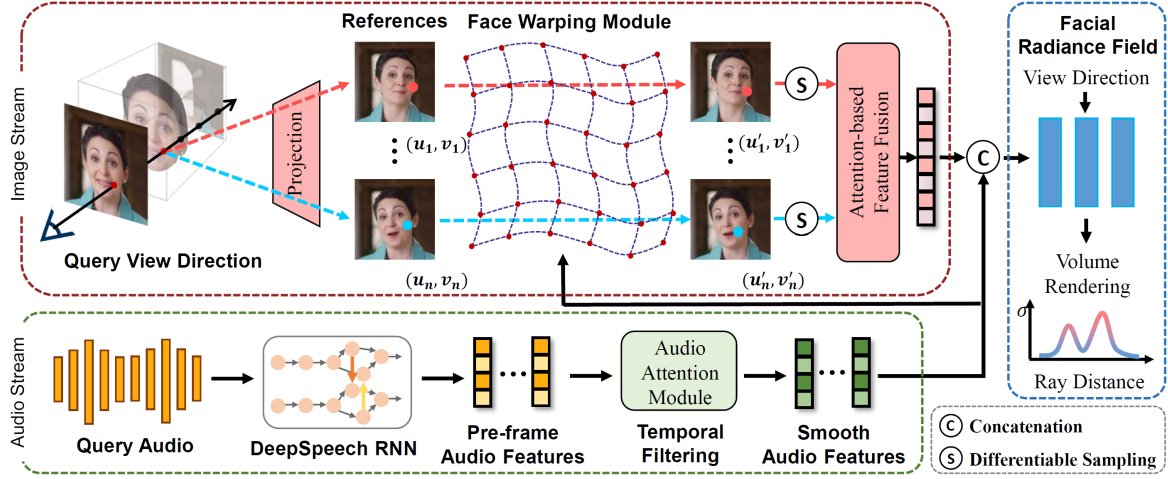 Image Stream
References
Face Warping Module
Projection
(u₁, v₁)
(u'₁, v'₁)
(uₙ, vₙ)
(u'ₙ, v'ₙ)
Query View Direction
S
S
Attention-based
Feature Fusion
C
Facial
Radiance Field
View Direction
Volume
Rendering
σ
Ray Distance
Audio Stream
Query Audio
DeepSpeech RNN
Pre-frame
Audio Features
Audio
Attention
Module
Temporal
Filtering
Smooth
Audio Features
C Concatenation
S Differentiable Sampling